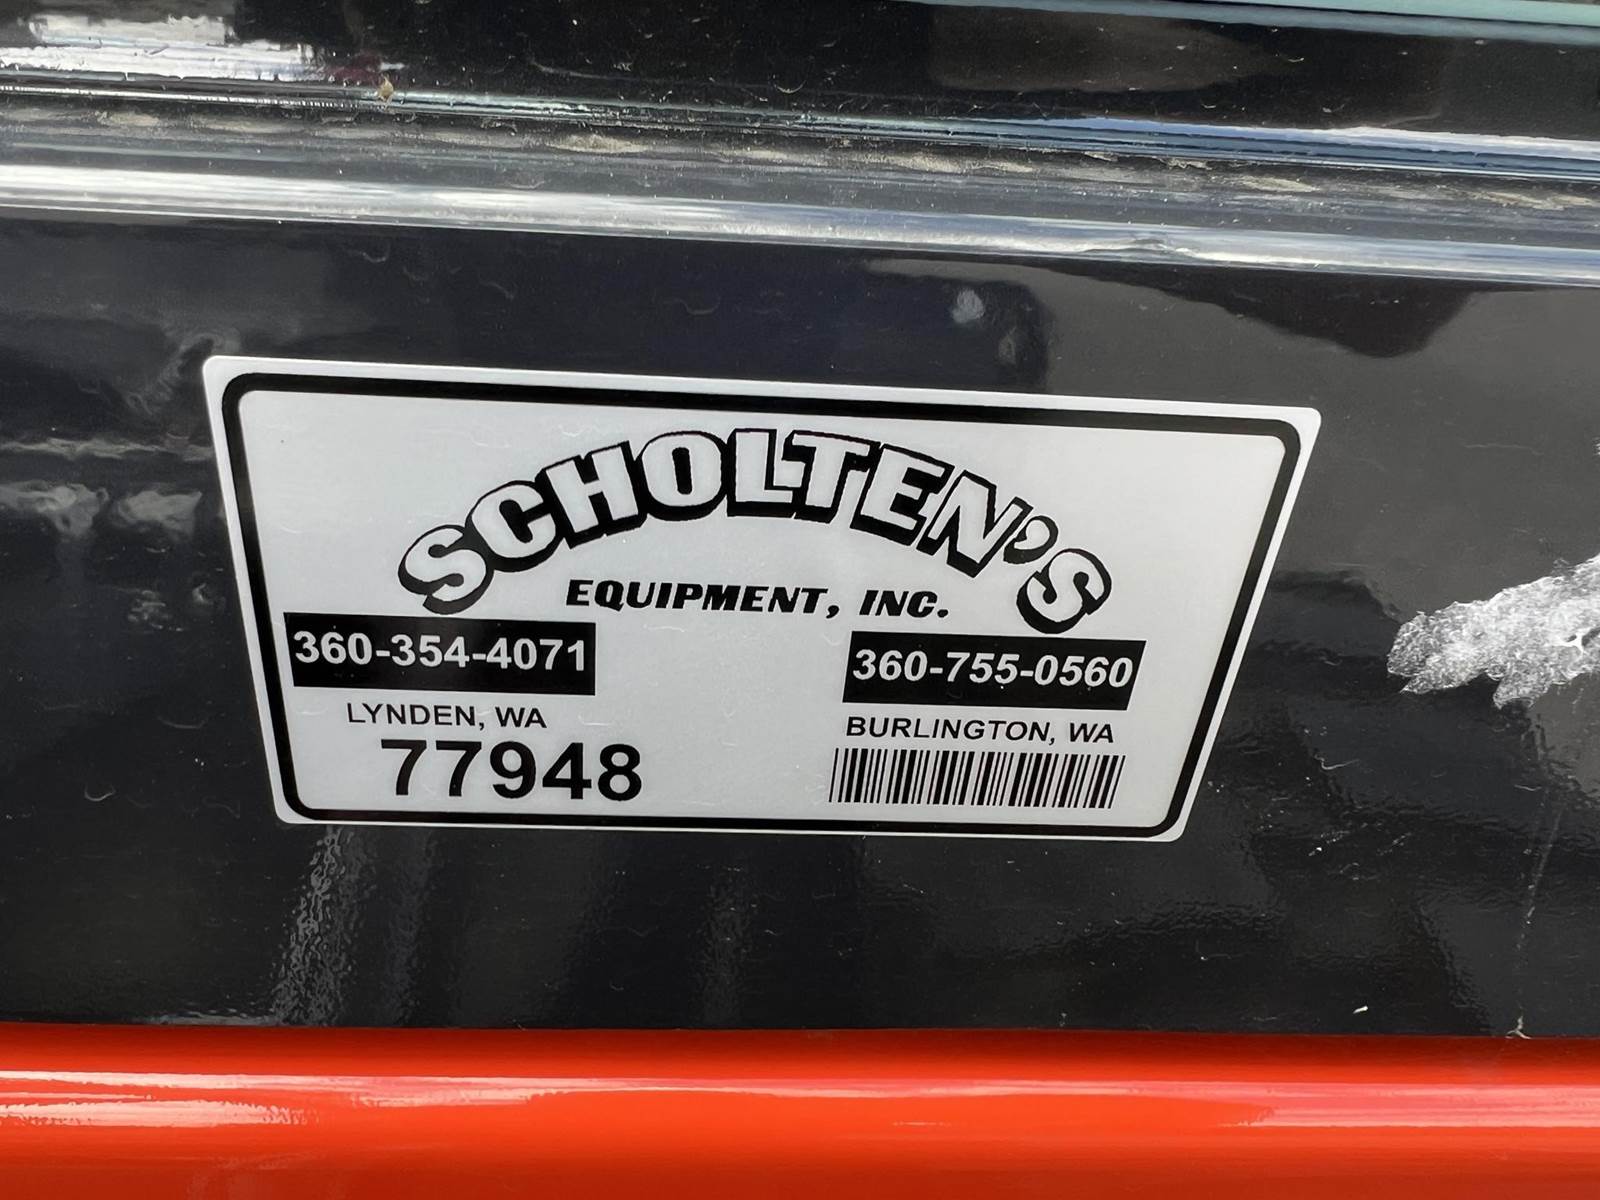 SCHOLTEN'S
EQUIPMENT, INC.
360-354-4071
LYNDEN, WA
77948
360-755-0560
BURLINGTON, WA